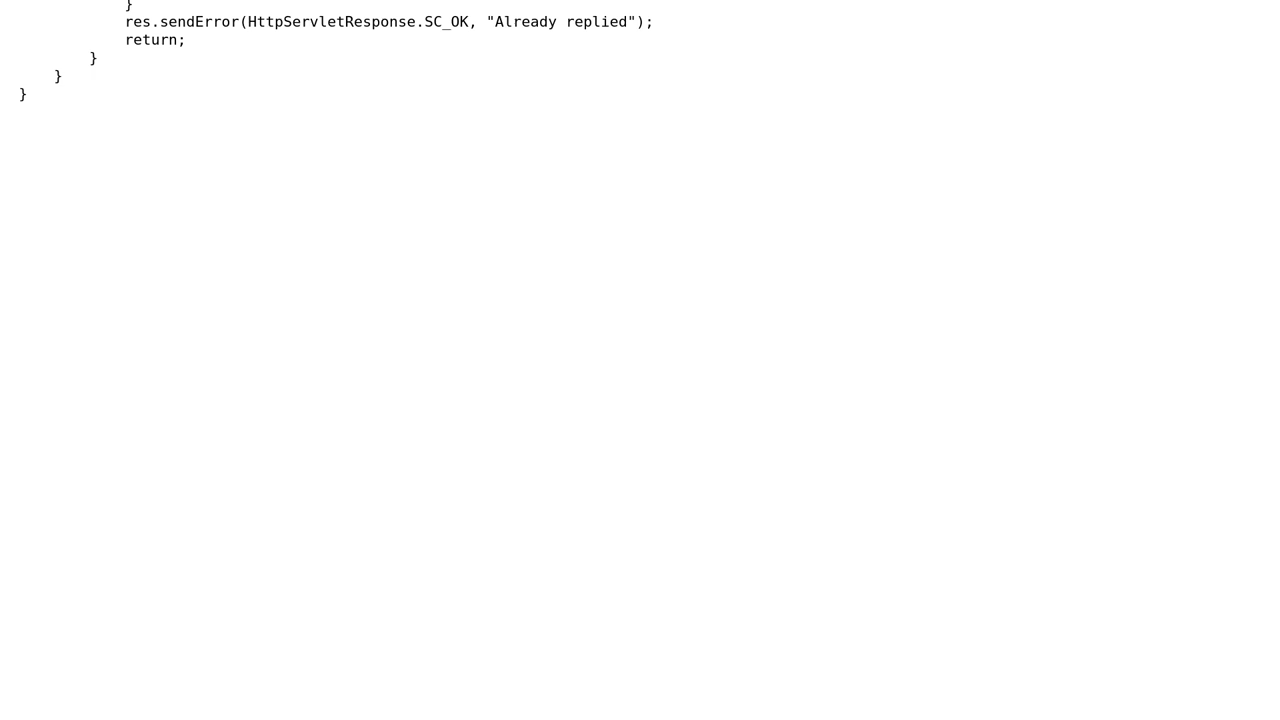 }
            res.sendError(HttpServletResponse.SC_OK, "Already replied");
            return;
        }
    }
}